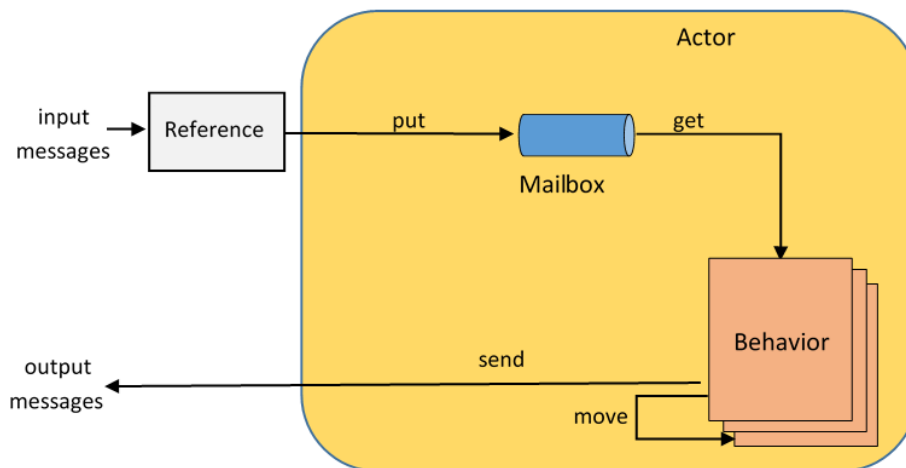 Actor
input
messages
Reference
put
get
Mailbox
Behavior
send
output
messages
move